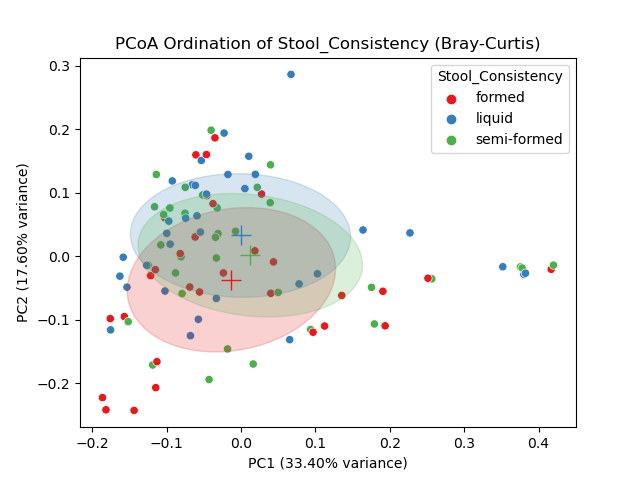 PCoA Ordination of Stool_Consistency (Bray-Curtis)
Stool_Consistency
formed
liquid
semi-formed
PC2 (17.60% variance)
0.3
0.2
0.1
0.0
−0.1
−0.2
−0.2
−0.1
0.0
0.1
0.2
0.3
0.4
PC1 (33.40% variance)